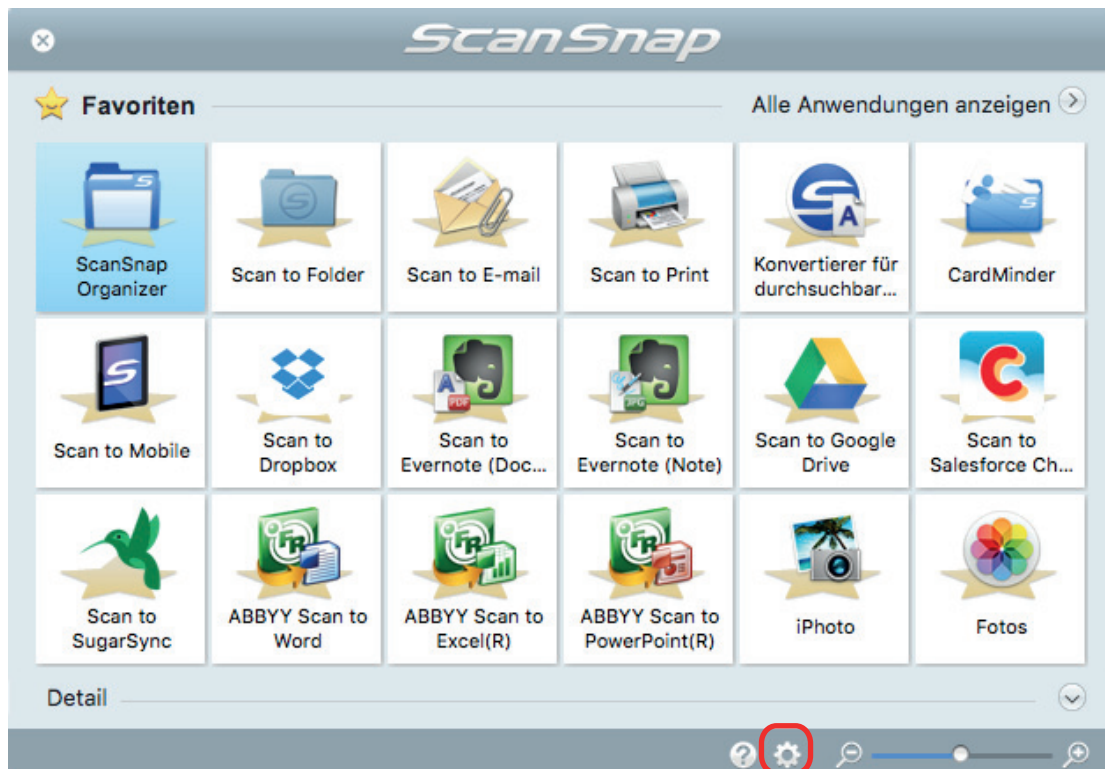 ScanSnap
Favoriten
Alle Anwendungen anzeigen
ScanSnap
Organizer
Scan to Folder
Scan to E-mail
Scan to Print
Konvertierer für
durchsuchbar...
CardMinder
Scan to Mobile
Scan to
Dropbox
Scan to
Evernote (Doc...
Scan to
Evernote (Note)
Scan to Google
Drive
Scan to
Salesforce Ch...
Scan to
SugarSync
ABBYY Scan to
Word
ABBYY Scan to
Excel(R)
ABBYY Scan to
PowerPoint(R)
iPhoto
Fotos
Detail